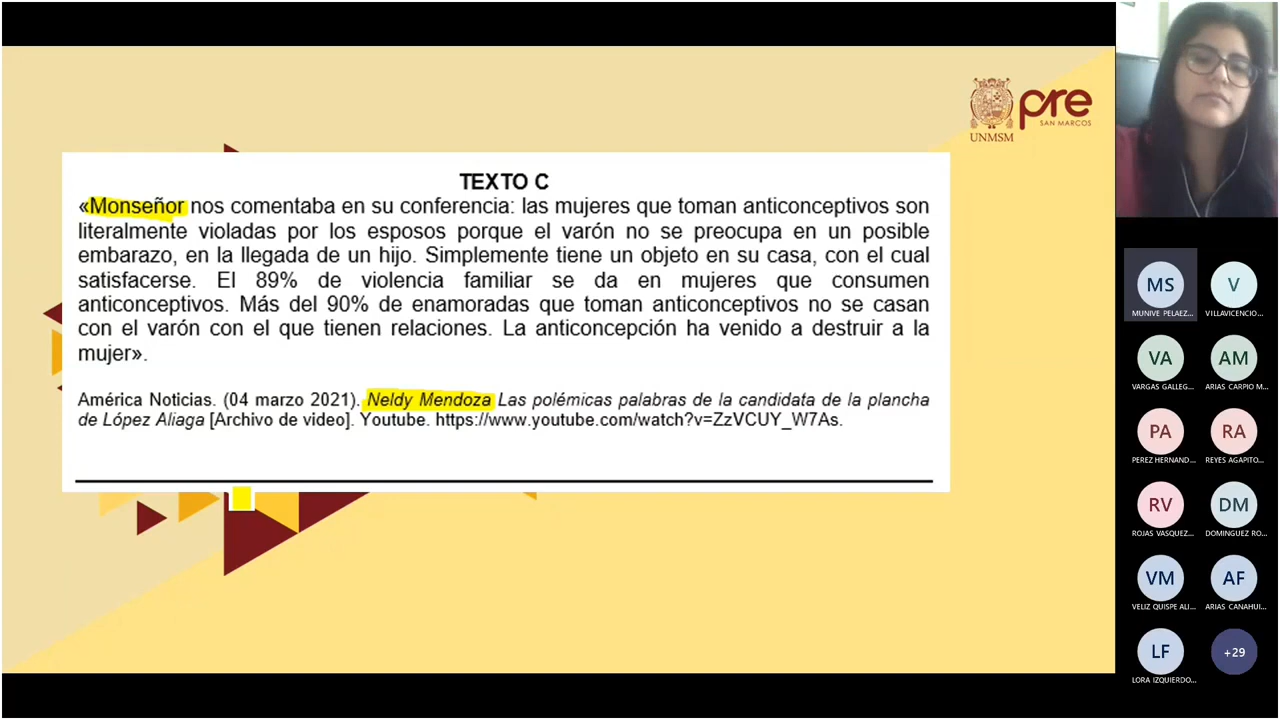 UNMSM
pre
SAN MARCOS
TEXTO C
«Monseñor nos comentaba en su conferencia: las mujeres que toman anticonceptivos son
literalmente violadas por los esposos porque el varón no se preocupa en un posible
embarazo, en la llegada de un hijo. Simplemente tiene un objeto en su casa, con el cual
satisfacerse. El 89% de violencia familiar se da en mujeres que consumen
anticonceptivos. Más del 90% de enamoradas que toman anticonceptivos no se casan
con el varón con el que tienen relaciones. La anticoncepción ha venido a destruir a la
mujer».
América Noticias. (04 marzo 2021). Neldy Mendoza Las polémicas palabras de la candidata de la plancha
de López Aliaga [Archivo de video]. Youtube. https://www.youtube.com/watch?v=ZzVCUY_W7As.
MS
MUNIVE PELAEZ...
V
VILLAVICENCIO...
VA
VARGAS GALLEG...
AM
ARIAS CARPIO M...
PA
PEREZ HERNAND...
RA
REYES AGAPITO...
RV
ROJAS VASQUEZ...
DM
DOMINGUEZ RO...
VM
VELIZ QUISPE ALI...
AF
ARIAS CANAHUI...
LF
LORA IZQUIERDO...
+29